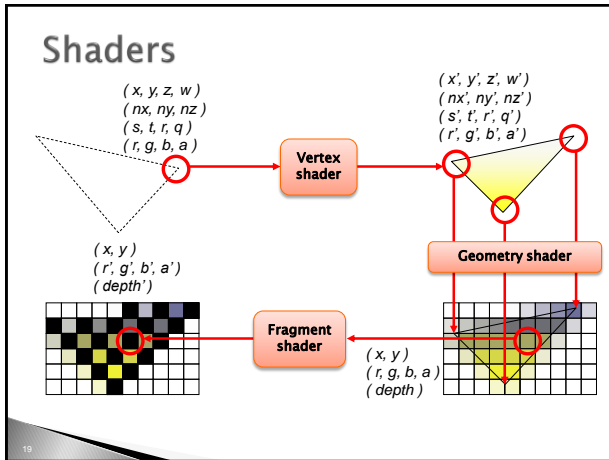 Shaders
( x, y, z, w )
( nx, ny, nz )
( s, t, r, q )
( r, g, b, a )
Vertex
shader
( x’, y’, z’, w’ )
( nx’, ny’, nz’ )
( s’, t’, r’, q’ )
( r’, g’, b’, a’ )
Geometry shader
( x, y )
( r, g, b, a )
( depth )
Fragment
shader
( x, y )
( r’, g’, b’, a’ )
( depth’ )
19